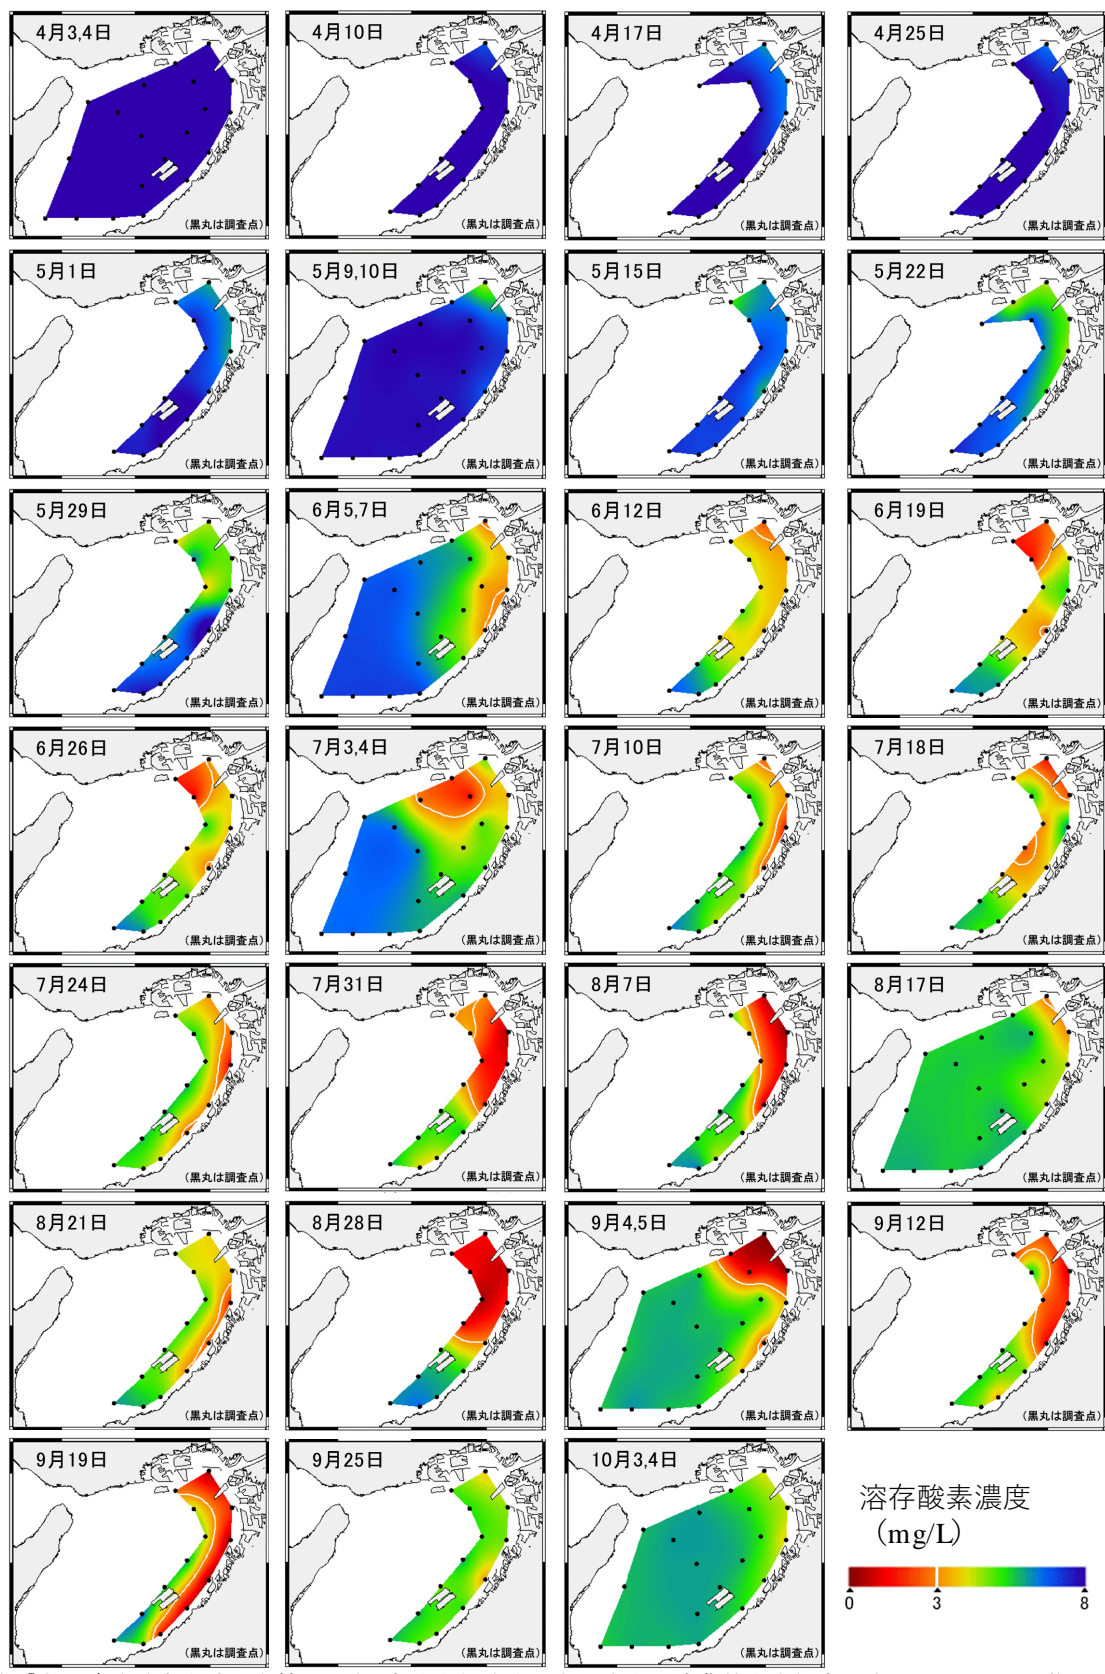 4月3,4日
(黒丸は調査点)
4月10日
(黒丸は調査点)
4月17日
(黒丸は調査点)
4月25日
(黒丸は調査点)
5月1日
(黒丸は調査点)
5月9,10日
(黒丸は調査点)
5月15日
(黒丸は調査点)
5月22日
(黒丸は調査点)
5月29日
(黒丸は調査点)
6月5,7日
(黒丸は調査点)
6月12日
(黒丸は調査点)
6月19日
(黒丸は調査点)
6月26日
(黒丸は調査点)
7月3,4日
(黒丸は調査点)
7月10日
(黒丸は調査点)
7月18日
(黒丸は調査点)
7月24日
(黒丸は調査点)
7月31日
(黒丸は調査点)
8月7日
(黒丸は調査点)
8月17日
(黒丸は調査点)
8月21日
(黒丸は調査点)
8月28日
(黒丸は調査点)
9月4,5日
(黒丸は調査点)
9月12日
(黒丸は調査点)
9月19日
(黒丸は調査点)
9月25日
(黒丸は調査点)
10月3,4日
(黒丸は調査点)
溶存酸素濃度
（mg/L）
0 3 8